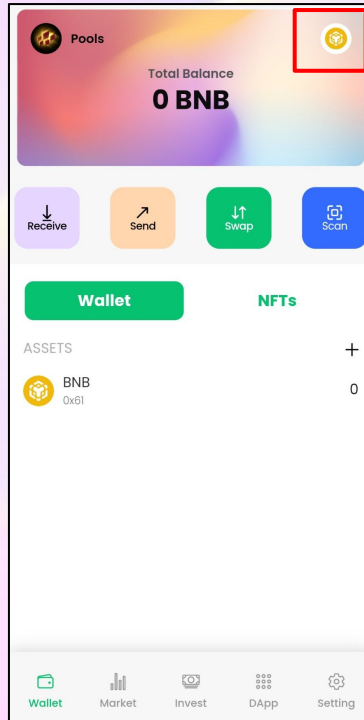 Pools
Total Balance
0 BNB
Receive
Send
Swap
Scan
Wallet
NFTs
ASSETS
+
BNB
0x61
0
Wallet
Market
Invest
DApp
Setting